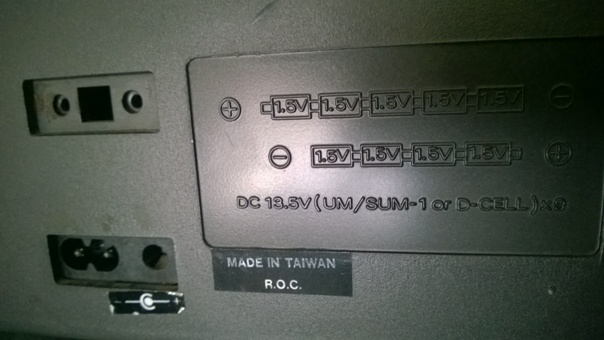 1.5V 1.5V 1.5V 1.5V 1.5V
1.5V 1.5V 1.5V 1.5V
DC 13.5V (UM/SUM-1 or D-CELL)×9
MADE IN TAIWAN
R.O.C.